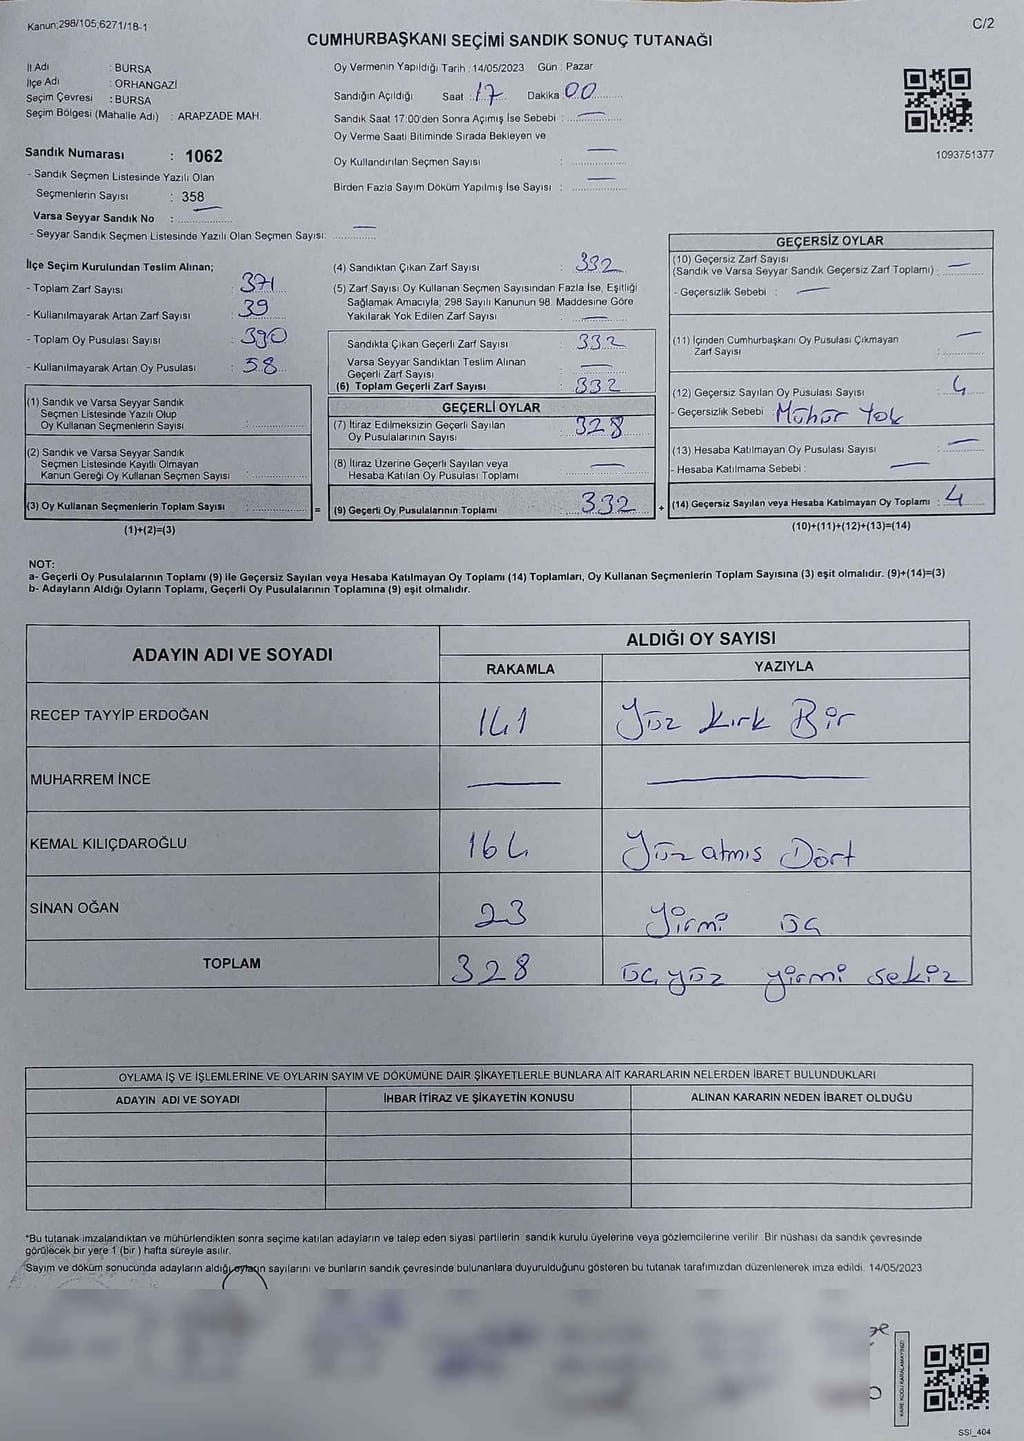 Kanun;298/105;6271/18-1
C/2
CUMHURBAŞKANI SEÇİMİ SANDIK SONUÇ TUTANAĞI
İl Adı : BURSA
İlçe Adı : ORHANGAZİ
Seçim Çevresi : BURSA
Seçim Bölgesi (Mahalle Adı) : ARAPZADE MAH.
Sandık Numarası : 1062
- Sandık Seçmen Listesinde Yazılı Olan
Seçmenlerin Sayısı : 358
Varsa Seyyar Sandık No : —
- Seyyar Sandık Seçmen Listesinde Yazılı Olan Seçmen Sayısı: —
Oy Vermenin Yapıldığı Tarih : 14/05/2023 Gün : Pazar
Sandığın Açıldığı Saat : 17 Dakika 00
Sandık Saat 17:00'den Sonra Açılmış İse Sebebi : —
Oy Verme Saati Bitiminde Sırada Bekleyen ve
Oy Kullandırılan Seçmen Sayısı : —
Birden Fazla Sayım Döküm Yapılmış İse Sayısı : —
1093751377
İlçe Seçim Kurulundan Teslim Alınan;
- Toplam Zarf Sayısı : 371
- Kullanılmayarak Artan Zarf Sayısı : 39
- Toplam Oy Pusulası Sayısı : 390
- Kullanılmayarak Artan Oy Pusulası : 58
(1) Sandık ve Varsa Seyyar Sandık
Seçmen Listesinde Yazılı Olup
Oy Kullanan Seçmenlerin Sayısı :
(2) Sandık ve Varsa Seyyar Sandık
Seçmen Listesinde Kayıtlı Olmayan
Kanun Gereği Oy Kullanan Seçmen Sayısı :
(3) Oy Kullanan Seçmenlerin Toplam Sayısı :
(1)+(2)=(3)
=
(4) Sandıktan Çıkan Zarf Sayısı : 332
(5) Zarf Sayısı Oy Kullanan Seçmen Sayısından Fazla İse, Eşitliği
Sağlamak Amacıyla, 298 Sayılı Kanunun 98. Maddesine Göre
Yakılarak Yok Edilen Zarf Sayısı : —
Sandıkta Çıkan Geçerli Zarf Sayısı : 332
Varsa Seyyar Sandıktan Teslim Alınan
Geçerli Zarf Sayısı : —
(6) Toplam Geçerli Zarf Sayısı : 332
GEÇERLİ OYLAR
(7) İtiraz Edilmeksizin Geçerli Sayılan
Oy Pusulalarının Sayısı : 328
(8) İtiraz Üzerine Geçerli Sayılan veya
Hesaba Katılan Oy Pusulası Toplamı : —
(9) Geçerli Oy Pusulalarının Toplamı : 332
+
GEÇERSİZ OYLAR
(10) Geçersiz Zarf Sayısı
(Sandık ve Varsa Seyyar Sandık Geçersiz Zarf Toplamı) : —
- Geçersizlik Sebebi : —
(11) İçinden Cumhurbaşkanı Oy Pusulası Çıkmayan
Zarf Sayısı : —
(12) Geçersiz Sayılan Oy Pusulası Sayısı : 4
- Geçersizlik Sebebi : Mühür Yok
(13) Hesaba Katılmayan Oy Pusulası Sayısı : —
- Hesaba Katılmama Sebebi : —
(14) Geçersiz Sayılan veya Hesaba Katılmayan Oy Toplamı : 4
(10)+(11)+(12)+(13)=(14)
NOT:
a- Geçerli Oy Pusulalarının Toplamı (9) ile Geçersiz Sayılan veya Hesaba Katılmayan Oy Toplamı (14) Toplamları, Oy Kullanan Seçmenlerin Toplam Sayısına (3) eşit olmalıdır. (9)+(14)=(3)
b- Adayların Aldığı Oyların Toplamı, Geçerli Oy Pusulalarının Toplamına (9) eşit olmalıdır.
ADAYIN ADI VE SOYADI
ALDIĞI OY SAYISI
RAKAMLA YAZIYLA
RECEP TAYYİP ERDOĞAN 141 Yüz kırk Bir
MUHARREM İNCE — —
KEMAL KILIÇDAROĞLU 164 Yüz atmıs Dört
SİNAN OĞAN 23 Yirmi üç
TOPLAM 328 üç yüz yirmi sekiz
OYLAMA İŞ VE İŞLEMLERİNE VE OYLARIN SAYIM VE DÖKÜMÜNE DAİR ŞİKAYETLERLE BUNLARA AİT KARARLARIN NELERDEN İBARET BULUNDUKLARI
ADAYIN ADI VE SOYADI İHBAR İTİRAZ VE ŞİKAYETİN KONUSU ALINAN KARARIN NEDEN İBARET OLDUĞU
*Bu tutanak imzalandıktan ve mühürlendikten sonra seçime katılan adayların ve talep eden siyasi partilerin sandık kurulu üyelerine veya gözlemcilerine verilir. Bir nüshası da sandık çevresinde
görülecek bir yere 1 (bir ) hafta süreyle asılır.
Sayım ve döküm sonucunda adayların aldığı oyların sayılarını ve bunların sandık çevresinde bulunanlara duyurulduğunu gösteren bu tutanak tarafımızdan düzenlenerek imza edildi. 14/05/2023
KARE KODU KARALAMAYINIZ!
SSI_404